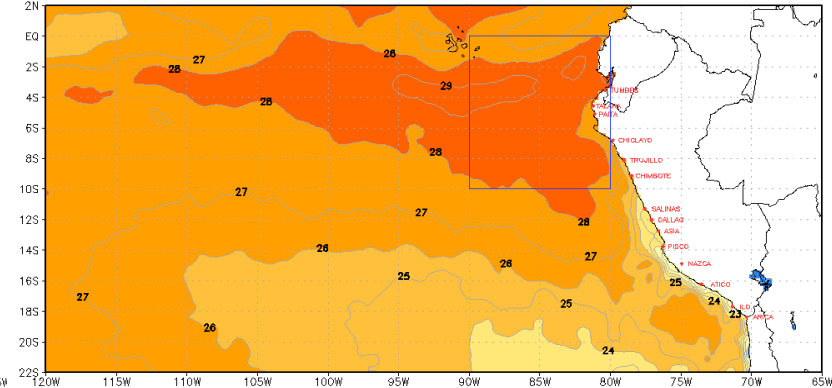 2N
EQ
27
28
28
2S
29
TUMBES
4S
28
TALARA
PAITA
6S
CHICLAYO
28
8S
TRUJILLO
CHIMBOTE
10S
27
27
SALINAS
12S
28
CALLAO
ASIA
14S
26
PISCO
27
26
NAZCA
25
16S
25
ATICO
27
25
24
ILO
18S
23
ARICA
26
20S
24
22S
120W 115W 110W 105W 100W 95W 90W 85W 80W 75W 70W 65W